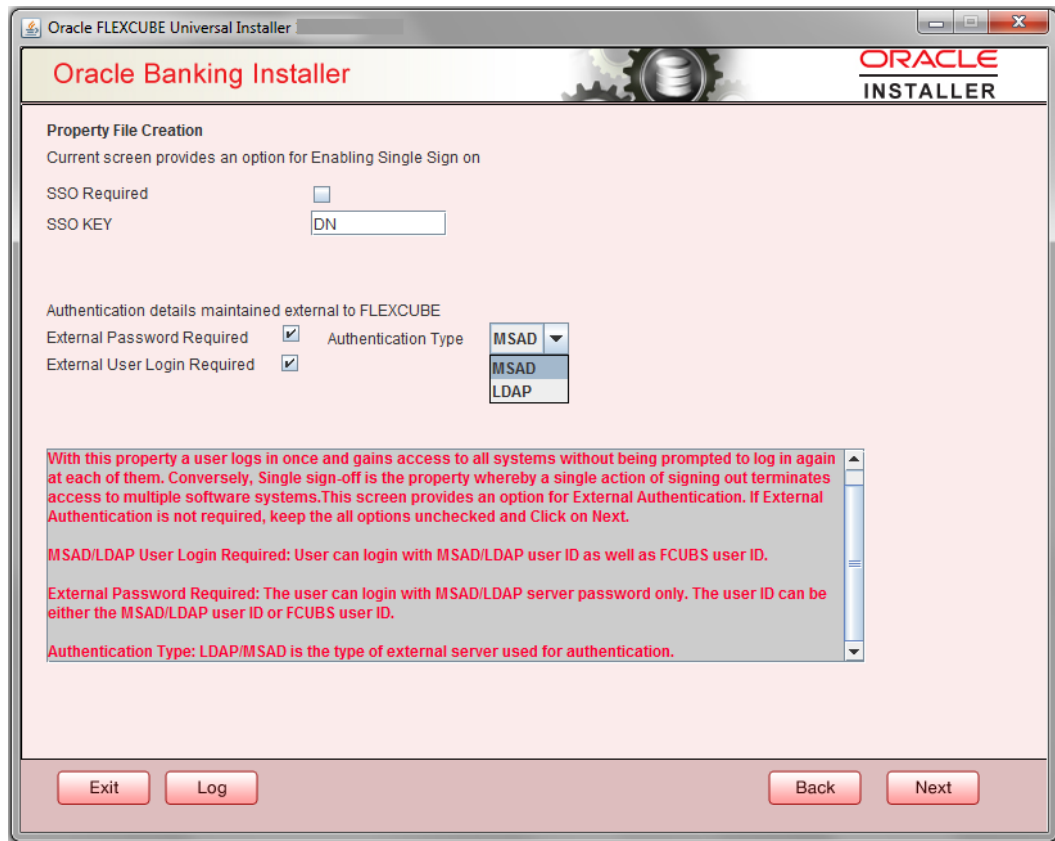 Oracle FLEXCUBE Universal Installer
Oracle Banking Installer
ORACLE
INSTALLER
Property File Creation
Current screen provides an option for Enabling Single Sign on
SSO Required
SSO KEY DN
Authentication details maintained external to FLEXCUBE
External Password Required Authentication Type MSAD
External User Login Required
MSAD
LDAP
With this property a user logs in once and gains access to all systems without being prompted to log in again
at each of them. Conversely, Single sign-off is the property whereby a single action of signing out terminates
access to multiple software systems.This screen provides an option for External Authentication. If External
Authentication is not required, keep the all options unchecked and Click on Next.
MSAD/LDAP User Login Required: User can login with MSAD/LDAP user ID as well as FCUBS user ID.
External Password Required: The user can login with MSAD/LDAP server password only. The user ID can be
either the MSAD/LDAP user ID or FCUBS user ID.
Authentication Type: LDAP/MSAD is the type of external server used for authentication.
Exit Log Back Next